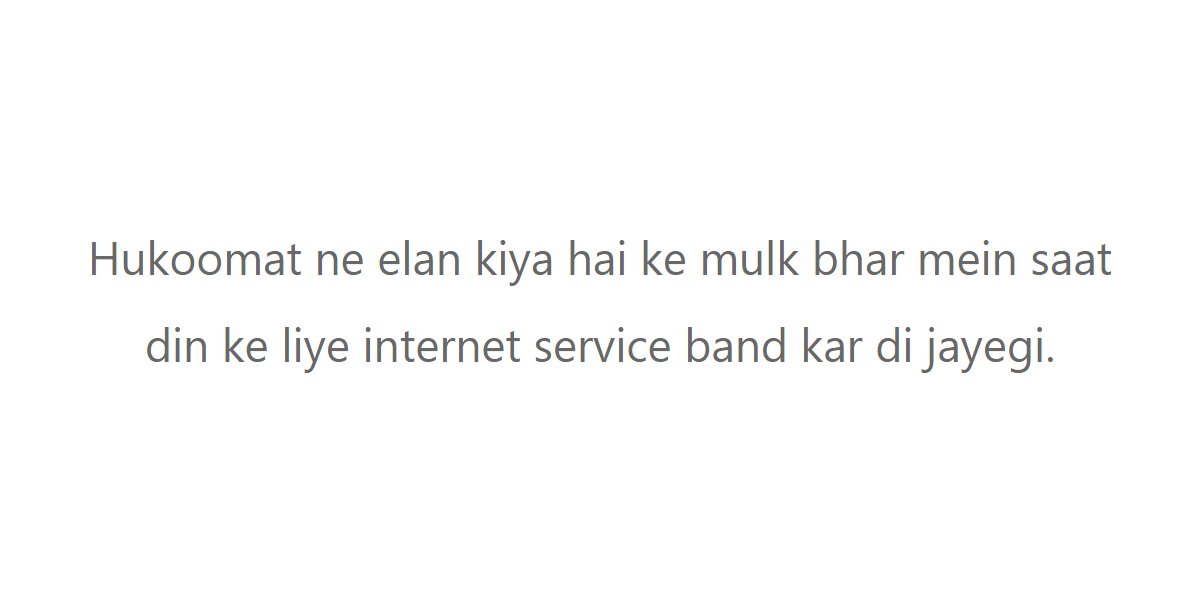 Hukoomat ne elan kiya hai ke mulk bhar mein saat
din ke liye internet service band kar di jayegi.